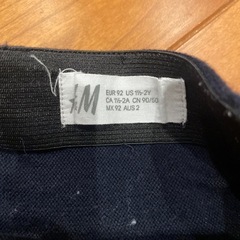 H&M
EUR 92 US 1½-2Y
CA 1½-2A CN 90/50
MX 92 AUS 2